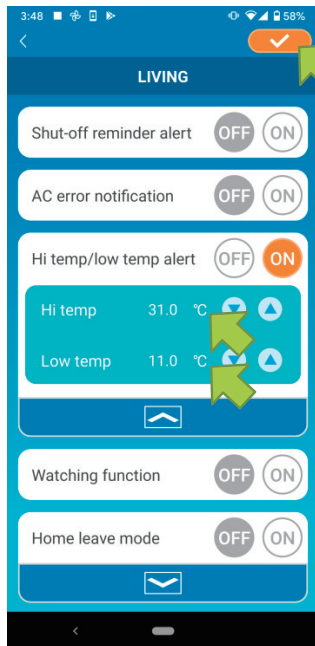 3:48 58%
LIVING
Shut-off reminder alert OFF ON
AC error notification OFF ON
Hi temp/low temp alert OFF ON
Hi temp 31.0 ℃
Low temp 11.0 ℃
Watching function OFF ON
Home leave mode OFF ON